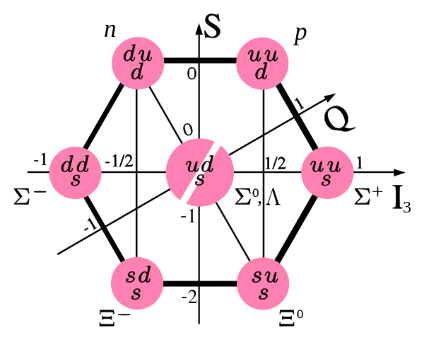 n S p
d u
d
u u
d
0
1
Q
0
-1 -1/2 1/2 1
d d
s
u d
s
u u
s
Σ⁻ Σ⁰,Λ Σ⁺ I₃
-1
-1
s d
s
s u
s
-2
Ξ⁻ Ξ⁰